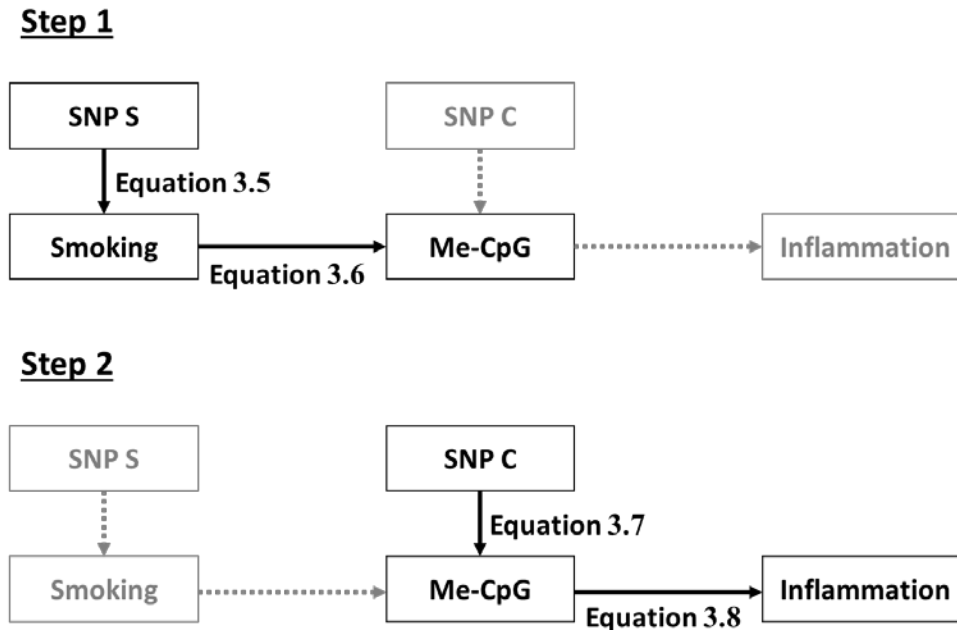 Step 1
SNP S
SNP C
Equation 3.5
Smoking
Me-CpG
Inflammation
Equation 3.6
Step 2
SNP S
SNP C
Equation 3.7
Smoking
Me-CpG
Inflammation
Equation 3.8